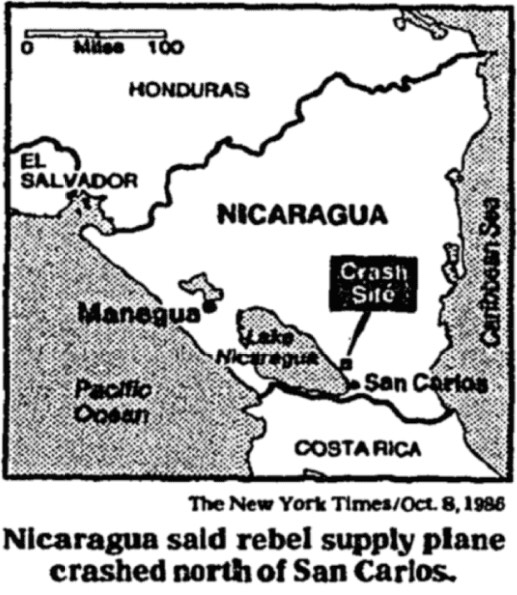 0 Miles 100
HONDURAS
EL
SALVADOR
NICARAGUA
Caribbean Sea
Crash
Site
Managua
Lake
Nicaragua
San Carlos
Pacific
Ocean
COSTA RICA
The New York Times/Oct. 8, 1986
Nicaragua said rebel supply plane
crashed north of San Carlos.